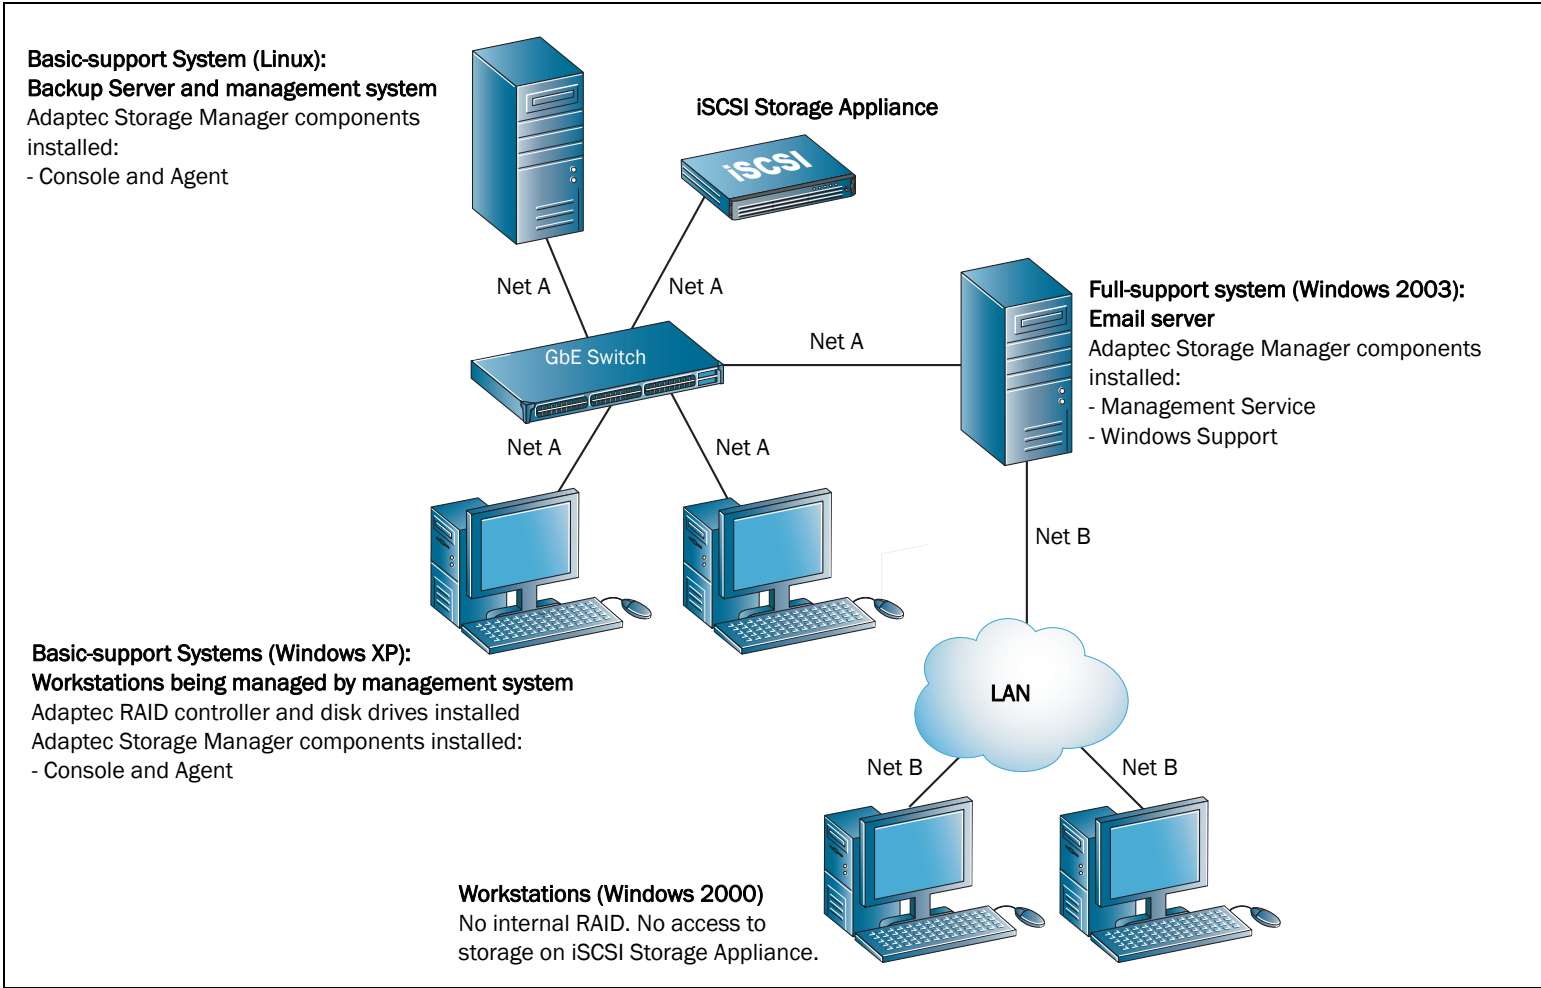 Basic-support System (Linux):
Backup Server and management system
Adaptec Storage Manager components
installed:
- Console and Agent
iSCSI Storage Appliance
iSCSI
Net A
Net A
GbE Switch
Net A
Full-support system (Windows 2003):
Email server
Adaptec Storage Manager components
installed:
- Management Service
- Windows Support
Net A
Net A
Net B
Basic-support Systems (Windows XP):
Workstations being managed by management system
Adaptec RAID controller and disk drives installed
Adaptec Storage Manager components installed:
- Console and Agent
LAN
Net B
Net B
Workstations (Windows 2000)
No internal RAID. No access to
storage on iSCSI Storage Appliance.